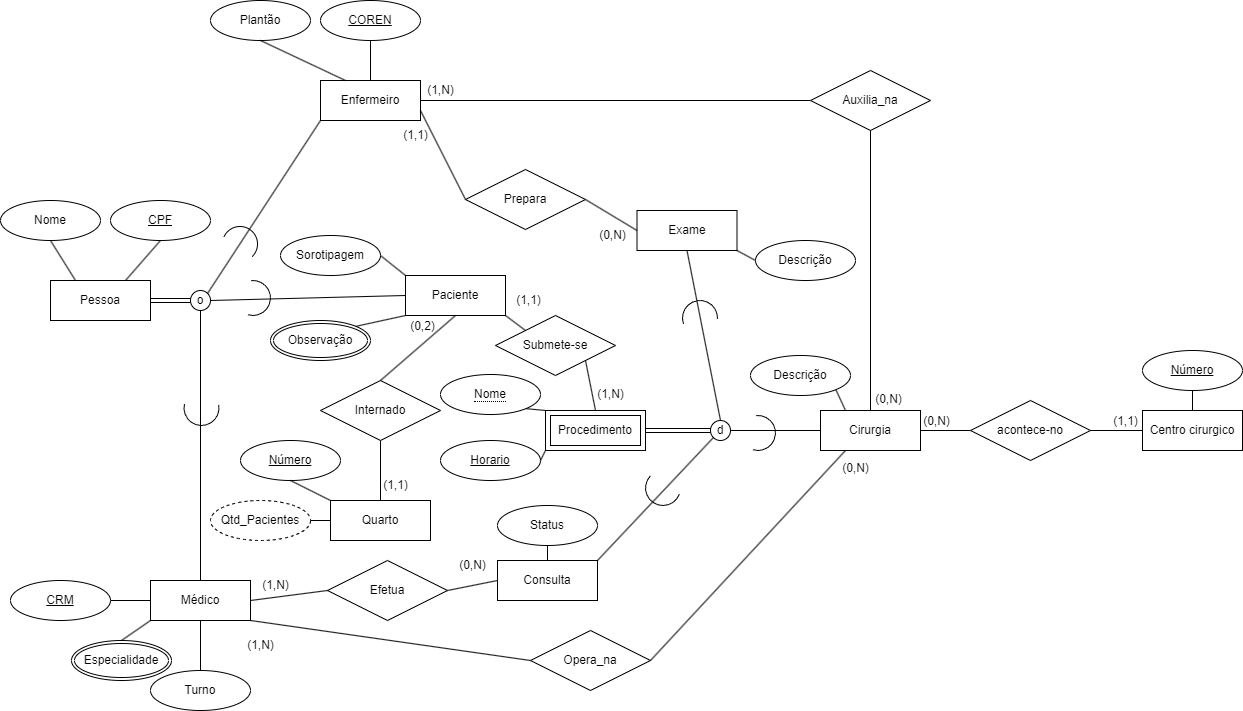 Plantão
COREN
Enfermeiro
(1,N)
Auxilia_na
(1,1)
Prepara
(0,N)
Exame
Descrição
Nome
CPF
Pessoa
o
Sorotipagem
Paciente
(1,1)
Observação
(0,2)
Submete-se
(1,N)
Internado
Nome
Procedimento
Horario
d
Descrição
(0,N)
Cirurgia
(0,N)
(0,N)
acontece-no
(1,1)
Número
Centro cirurgico
Número
(1,1)
Qtd_Pacientes
Quarto
Status
Consulta
(0,N)
Efetua
(1,N)
Médico
CRM
Especialidade
Turno
(1,N)
Opera_na